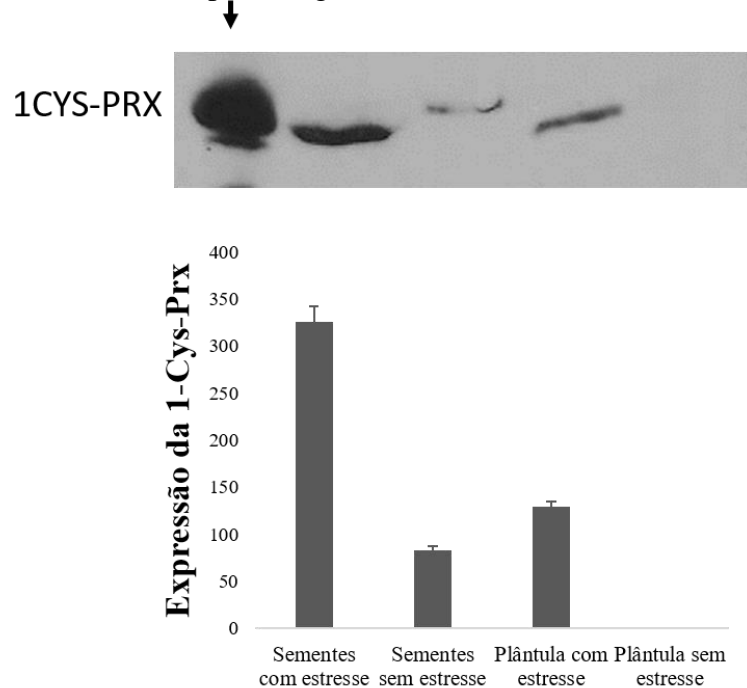 1CYS-PRX
Expressão da 1-Cys-Prx
400
350
300
250
200
150
100
50
0
Sementes com estresse
Sementes sem estresse
Plântula com estresse
Plântula sem estresse